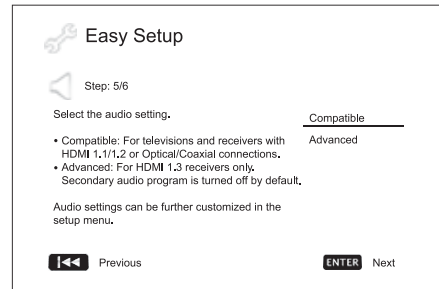 Easy Setup
Step: 5/6
Select the audio setting.
Compatible
• Compatible: For televisions and receivers with
Advanced
HDMI 1.1/1.2 or Optical/Coaxial connections.
• Advanced: For HDMI 1.3 receivers only.
Secondary audio program is turned off by default.
Audio settings can be further customized in the
setup menu.
Previous
ENTER Next